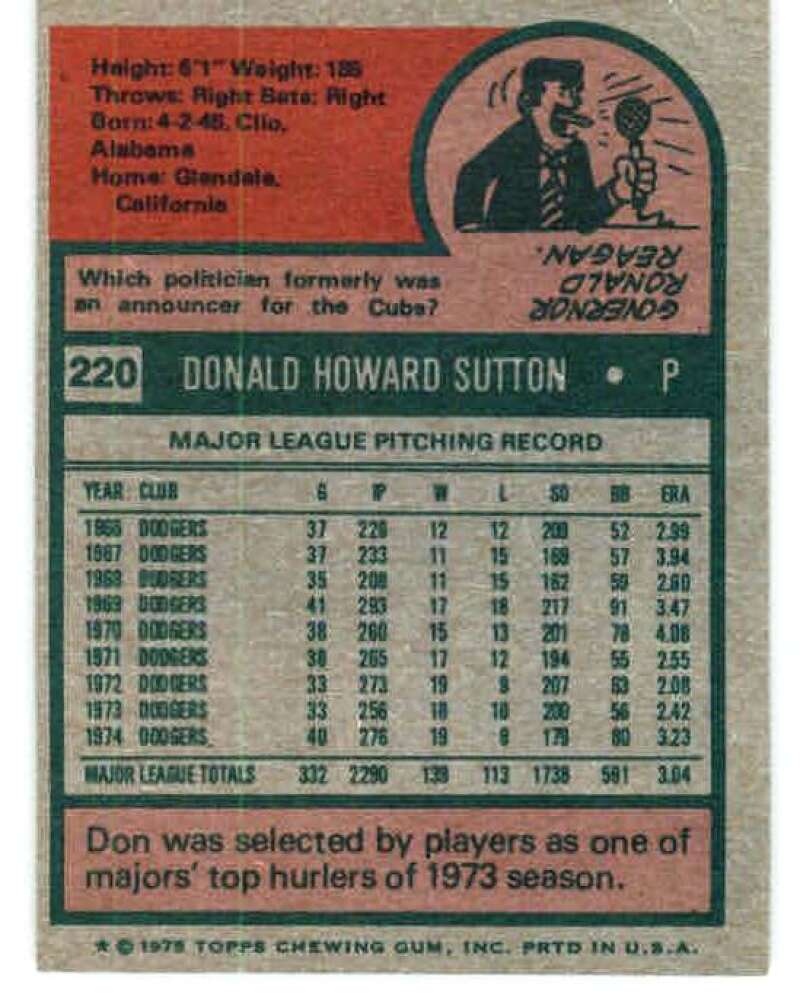 Height: 6'1" Weight: 185
Throws: Right Bats: Right
Born: 4-2-45, Clio,
Alabama
Home: Glendale,
California
Which politician formerly was
an announcer for the Cubs?
GOVERNOR
RONALD
REAGAN.
220 DONALD HOWARD SUTTON • P
MAJOR LEAGUE PITCHING RECORD
YEAR CLUB G IP W L SO BB ERA
1966 DODGERS 37 226 12 12 209 52 2.99
1967 DODGERS 37 233 11 15 169 57 3.94
1968 DODGERS 35 208 11 15 162 59 2.60
1969 DODGERS 41 293 17 18 217 91 3.47
1970 DODGERS 38 260 15 13 201 78 4.08
1971 DODGERS 38 265 17 12 194 55 2.55
1972 DODGERS 33 273 19 9 207 63 2.08
1973 DODGERS 33 256 18 10 200 56 2.42
1974 DODGERS 40 276 19 9 179 80 3.23
MAJOR LEAGUE TOTALS 332 2290 139 113 1738 591 3.04
Don was selected by players as one of
majors' top hurlers of 1973 season.
★ © 1975 TOPPS CHEWING GUM, INC. PRTD IN U.S.A.